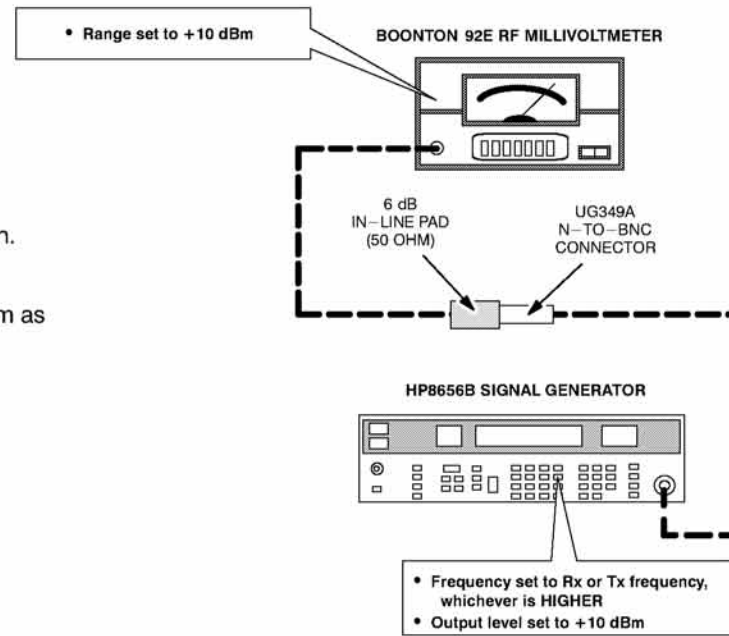 • Range set to +10 dBm
BOONTON 92E RF MILLIVOLTMETER
6 dB
IN–LINE PAD
(50 OHM)
UG349A
N–TO–BNC
CONNECTOR
n.
m as
HP8656B SIGNAL GENERATOR
• Frequency set to Rx or Tx frequency,
whichever is HIGHER
• Output level set to +10 dBm